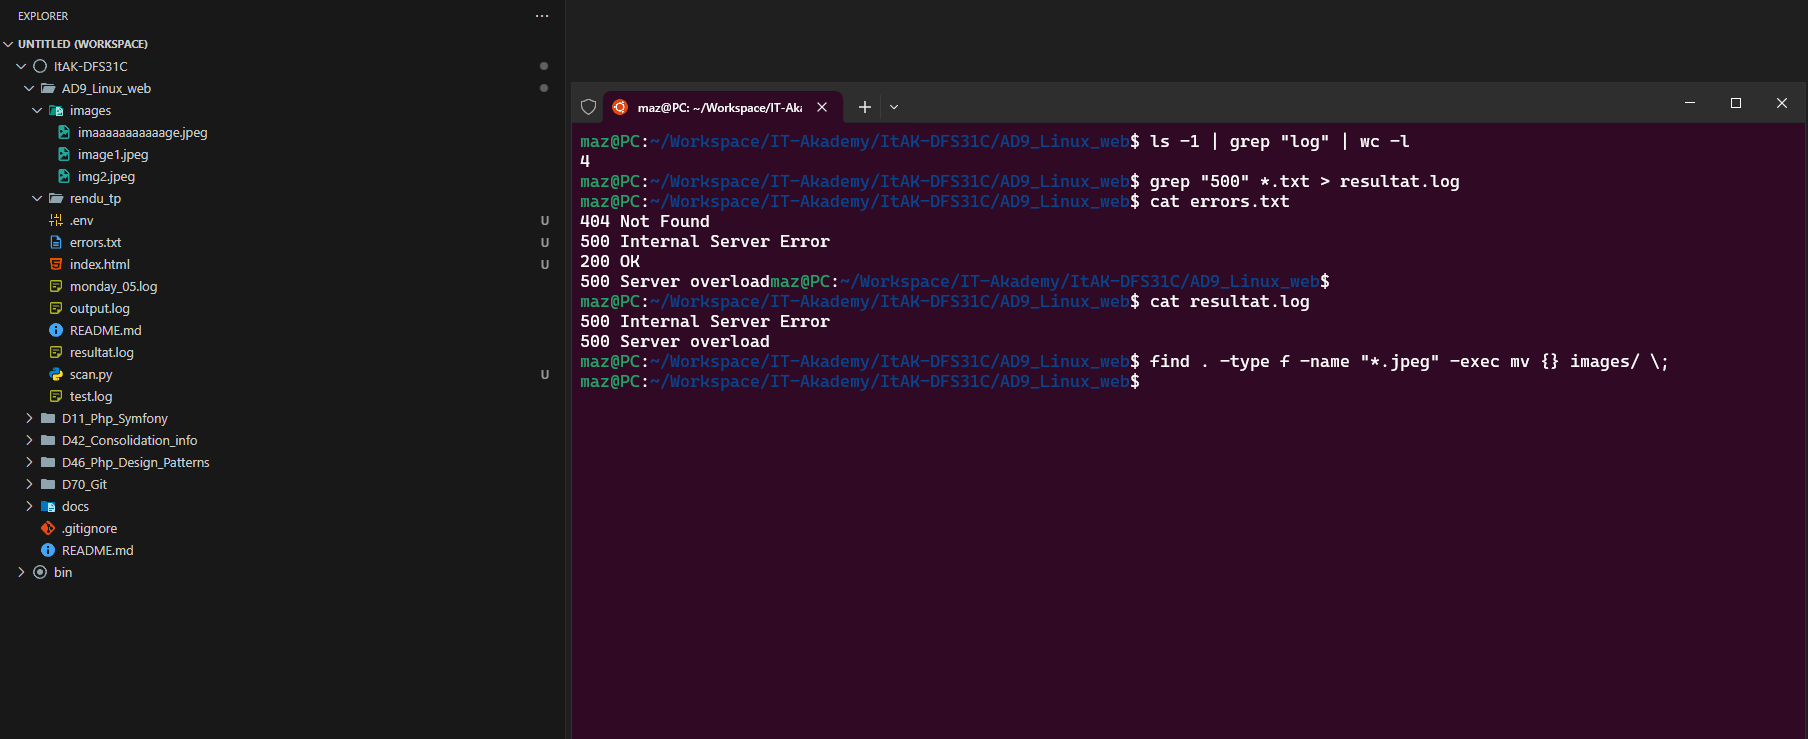 EXPLORER
UNTITLED (WORKSPACE)
ItAK-DFS31C
AD9_Linux_web
images
imaaaaaaaaaaage.jpeg
image1.jpeg
img2.jpeg
rendu_tp
.env U
errors.txt U
index.html U
monday_05.log
output.log
README.md
resultat.log
scan.py U
test.log
D11_Php_Symfony
D42_Consolidation_info
D46_Php_Design_Patterns
D70_Git
docs
.gitignore
README.md
bin
maz@PC: ~/Workspace/IT-Aka
maz@PC:~/Workspace/IT-Akademy/ItAK-DFS31C/AD9_Linux_web$ ls -1 | grep "log" | wc -l
4
maz@PC:~/Workspace/IT-Akademy/ItAK-DFS31C/AD9_Linux_web$ grep "500" *.txt > resultat.log
maz@PC:~/Workspace/IT-Akademy/ItAK-DFS31C/AD9_Linux_web$ cat errors.txt
404 Not Found
500 Internal Server Error
200 OK
500 Server overloadmaz@PC:~/Workspace/IT-Akademy/ItAK-DFS31C/AD9_Linux_web$
maz@PC:~/Workspace/IT-Akademy/ItAK-DFS31C/AD9_Linux_web$ cat resultat.log
500 Internal Server Error
500 Server overload
maz@PC:~/Workspace/IT-Akademy/ItAK-DFS31C/AD9_Linux_web$ find . -type f -name "*.jpeg" -exec mv {} images/ \;
maz@PC:~/Workspace/IT-Akademy/ItAK-DFS31C/AD9_Linux_web$